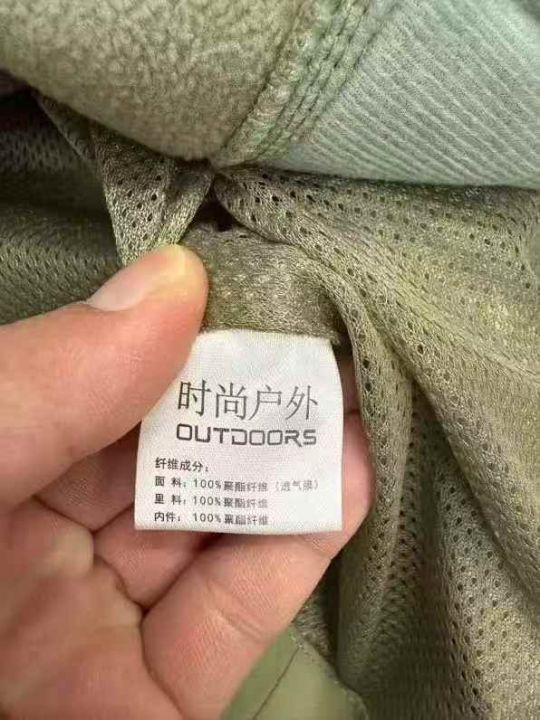 时尚户外
OUTDOORS
纤维成分:
面 料: 100%聚酯纤维（透气膜）
里 料: 100%聚酯纤维
内件: 100%聚酯纤维